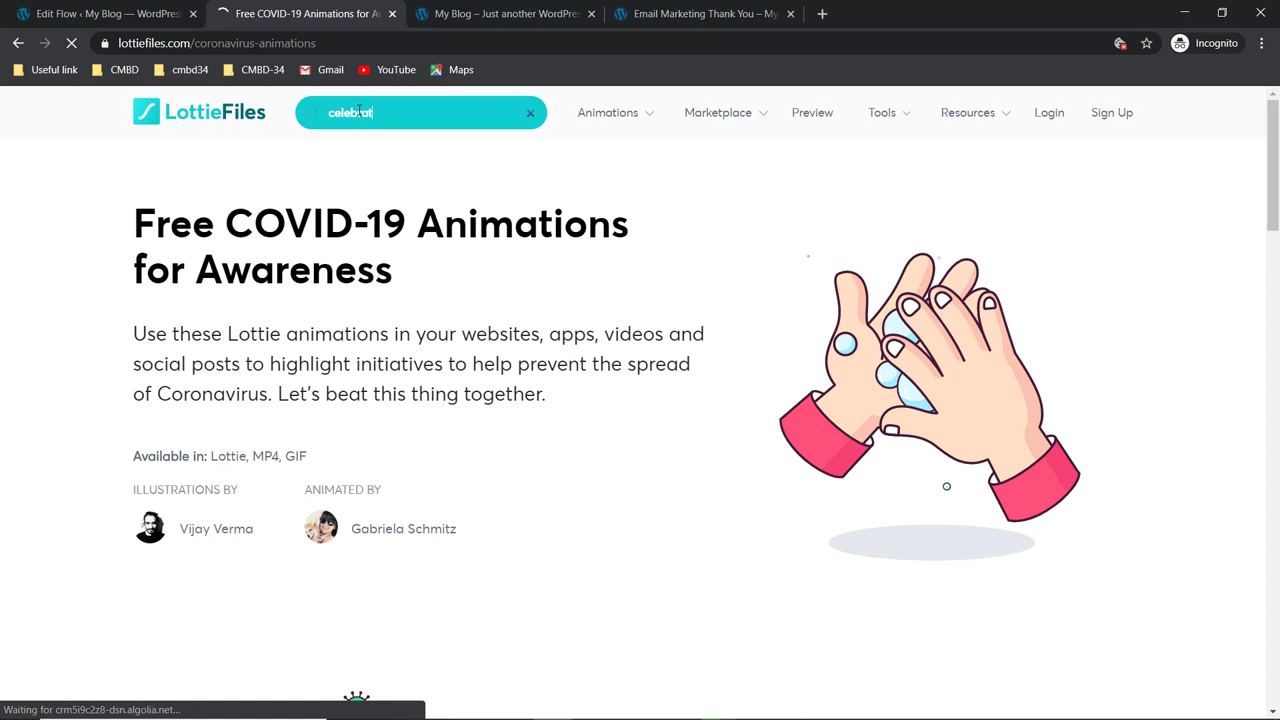 Edit Flow ‹ My Blog — WordPres
Free COVID-19 Animations for A
My Blog – Just another WordPres
Email Marketing Thank You – My
lottiefiles.com/coronavirus-animations
Incognito
Useful link
CMBD
cmbd34
CMBD-34
Gmail
YouTube
Maps
LottieFiles
celebrat
Animations
Marketplace
Preview
Tools
Resources
Login
Sign Up
Free COVID-19 Animations
for Awareness
Use these Lottie animations in your websites, apps, videos and
social posts to highlight initiatives to help prevent the spread
of Coronavirus. Let's beat this thing together.
Available in: Lottie, MP4, GIF
ILLUSTRATIONS BY
ANIMATED BY
Vijay Verma
Gabriela Schmitz
Waiting for crm5i9c2z8-dsn.algolia.net...